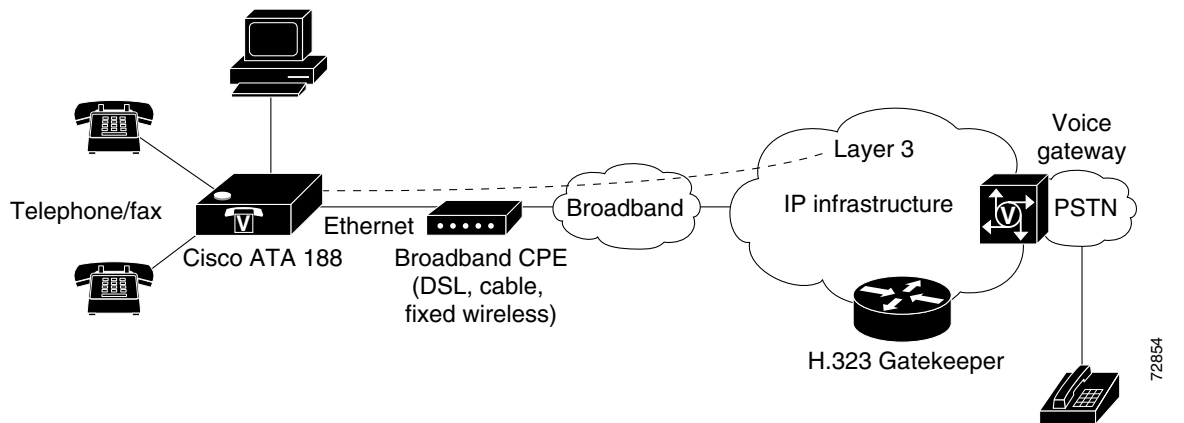 Telephone/fax
Cisco ATA 188
Ethernet
Broadband CPE
(DSL, cable,
fixed wireless)
Broadband
Layer 3
IP infrastructure
H.323 Gatekeeper
Voice
gateway
PSTN
V
V
72854